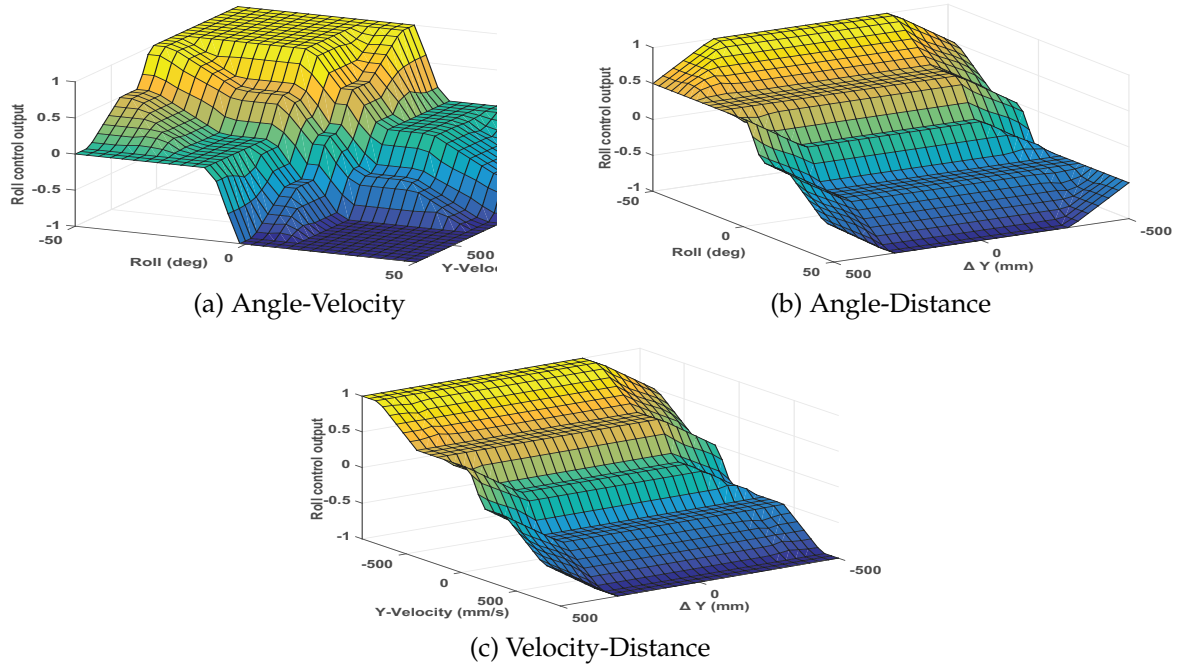 1
0.5
0
-0.5
-1
Roll control output
-50
0
50
Roll (deg)
500
Y-Veloc
(a) Angle-Velocity
1
0.5
0
-0.5
-1
Roll control output
-50
0
50
Roll (deg)
500
0
-500
Δ Y (mm)
(b) Angle-Distance
1
0.5
0
-0.5
-1
Roll control output
-500
0
500
Y-Velocity (mm/s)
500
0
-500
Δ Y (mm)
(c) Velocity-Distance